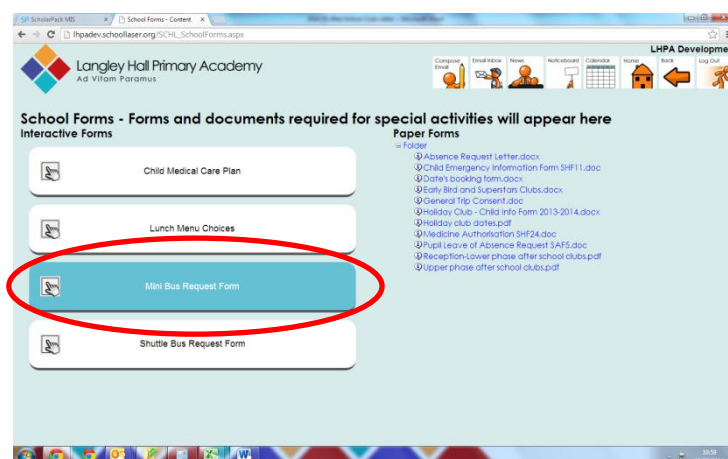 ScholarPack MIS
School Forms - Content
lhpadev.schoollaser.org/SCHL_SchoolForms.aspx
LHPA Developme
Langley Hall Primary Academy
Ad Vitam Paramus
Compose Email
Email Inbox
News
Noticeboard
Calendar
Home
Back
Log Out
School Forms - Forms and documents required for special activities will appear here
Interactive Forms
Child Medical Care Plan
Lunch Menu Choices
Mini Bus Request Form
Shuttle Bus Request Form
Paper Forms
Folder
Absence Request Letter.docx
Child Emergency Information Form SHF11.doc
Date's booking form.docx
Early Bird and Superstars Clubs.docx
General Trip Consent.doc
Holiday Club - Child Info Form 2013-2014.docx
Holiday club dates.pdf
Medicine Authorisation SHF24.doc
Pupil Leave of Absence Request SAF5.doc
Reception-Lower phase after school clubs.pdf
Upper phase after school clubs.pdf
10:59